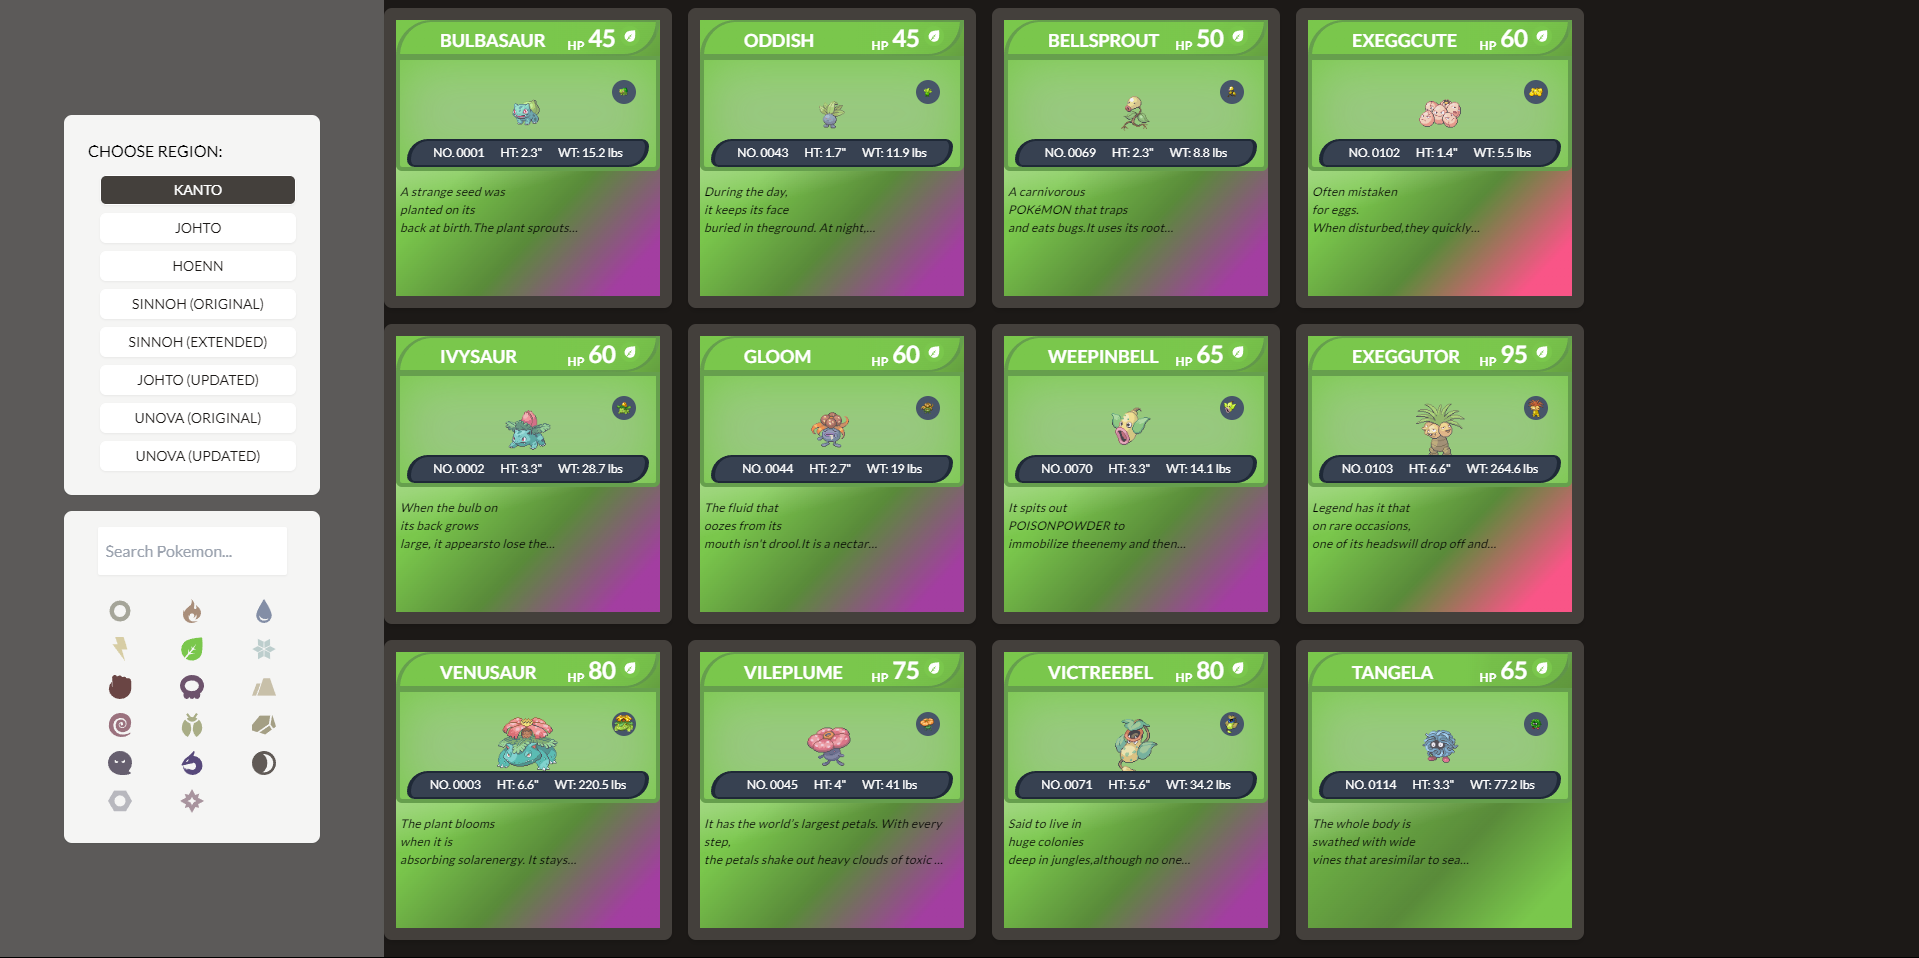 CHOOSE REGION:
KANTO
JOHTO
HOENN
SINNOH (ORIGINAL)
SINNOH (EXTENDED)
JOHTO (UPDATED)
UNOVA (ORIGINAL)
UNOVA (UPDATED)
Search Pokemon...
BULBASAUR HP 45
NO. 0001 HT: 2.3" WT: 15.2 lbs
A strange seed was
planted on its
back at birth.The plant sprouts...
ODDISH HP 45
NO. 0043 HT: 1.7" WT: 11.9 lbs
During the day,
it keeps its face
buried in theground. At night,...
BELLSPROUT HP 50
NO. 0069 HT: 2.3" WT: 8.8 lbs
A carnivorous
POKéMON that traps
and eats bugs.It uses its root...
EXEGGCUTE HP 60
NO. 0102 HT: 1.4" WT: 5.5 lbs
Often mistaken
for eggs.
When disturbed,they quickly...
IVYSAUR HP 60
NO. 0002 HT: 3.3" WT: 28.7 lbs
When the bulb on
its back grows
large, it appearsto lose the...
GLOOM HP 60
NO. 0044 HT: 2.7" WT: 19 lbs
The fluid that
oozes from its
mouth isn't drool.It is a nectar...
WEEPINBELL HP 65
NO. 0070 HT: 3.3" WT: 14.1 lbs
It spits out
POISONPOWDER to
immobilize theenemy and then...
EXEGGUTOR HP 95
NO. 0103 HT: 6.6" WT: 264.6 lbs
Legend has it that
on rare occasions,
one of its headswill drop off and...
VENUSAUR HP 80
NO. 0003 HT: 6.6" WT: 220.5 lbs
The plant blooms
when it is
absorbing solarenergy. It stays...
VILEPLUME HP 75
NO. 0045 HT: 4" WT: 41 lbs
It has the world's largest petals. With every
step,
the petals shake out heavy clouds of toxic ...
VICTREEBEL HP 80
NO. 0071 HT: 5.6" WT: 34.2 lbs
Said to live in
huge colonies
deep in jungles,although no one...
TANGELA HP 65
NO. 0114 HT: 3.3" WT: 77.2 lbs
The whole body is
swathed with wide
vines that aresimilar to sea...